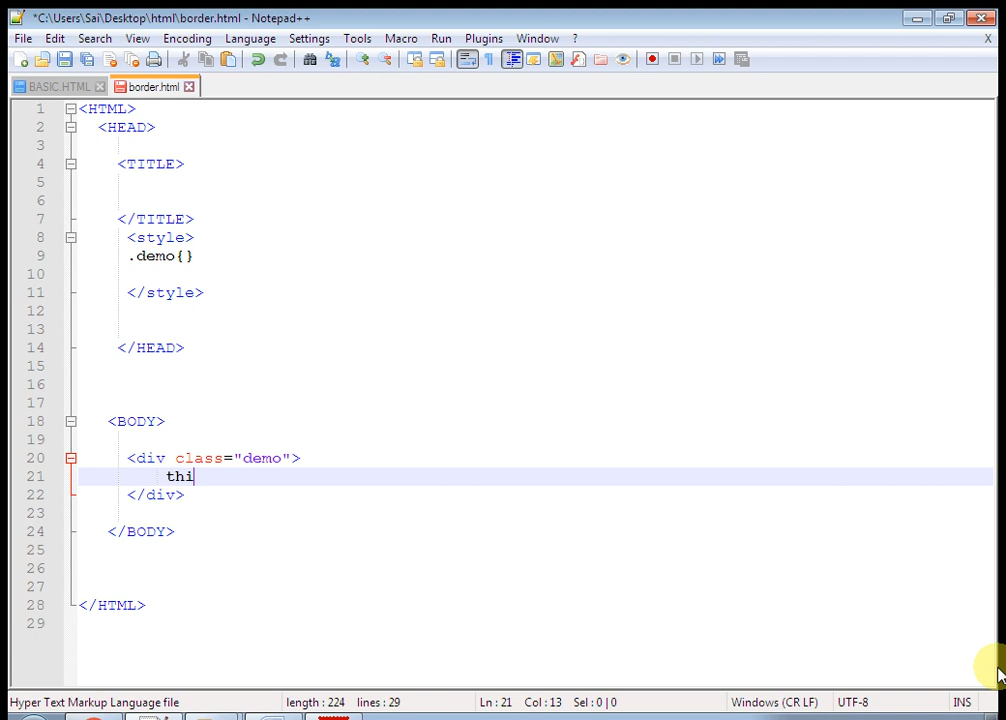 *C:\Users\Sai\Desktop\html\border.html - Notepad++
File Edit Search View Encoding Language Settings Tools Macro Run Plugins Window ? X
BASIC.HTML border.html
1 <HTML>
2 <HEAD>
3
4 <TITLE>
5
6
7 </TITLE>
8 <style>
9 .demo{}
10
11 </style>
12
13
14 </HEAD>
15
16
17
18 <BODY>
19
20 <div class="demo">
21 thi
22 </div>
23
24 </BODY>
25
26
27
28 </HTML>
29
Hyper Text Markup Language file length : 224 lines : 29 Ln : 21 Col : 13 Sel : 0 | 0 Windows (CR LF) UTF-8 INS